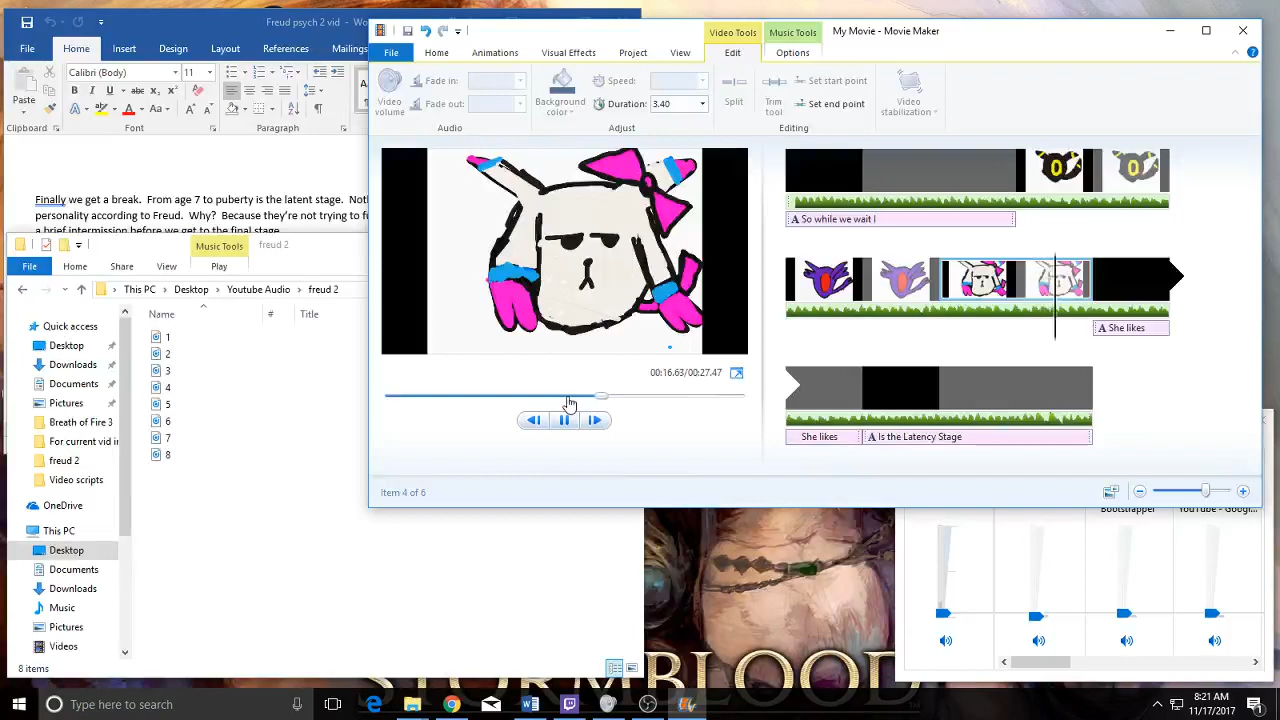 Freud psych 2 vid - Wo
File Home Insert Design Layout References Mailings
Paste
Calibri (Body) 11
Clipboard Font Paragraph
Finally we get a break. From age 7 to puberty is the latent stage.
personality according to Freud. Why? Because they're not trying to
a brief intermission before we get to the final stage.
Music Tools freud 2
File Home Share View Play
This PC Desktop Youtube Audio freud 2
Name # Title
Quick access
Desktop
Downloads
Documents
Pictures
Breath of Fire 3
For current vid in
freud 2
Video scripts
OneDrive
This PC
Desktop
Documents
Downloads
Music
Pictures
Videos
1
2
3
4
5
6
7
8
8 items
Video Tools Music Tools My Movie - Movie Maker
File Home Animations Visual Effects Project View Edit Options
Video volume
Fade in:
Fade out:
Background color
Speed:
Duration: 3.40
Split
Trim tool
Set start point
Set end point
Video stabilization
Audio Adjust Editing
00:16.63/00:27.47
A So while we wait I
A She likes
She likes
A Is the Latency Stage
Item 4 of 6
Bootstrapper
YouTube - Googl...
STORMBLOOD
Type here to search
8:21 AM
11/17/2017
1